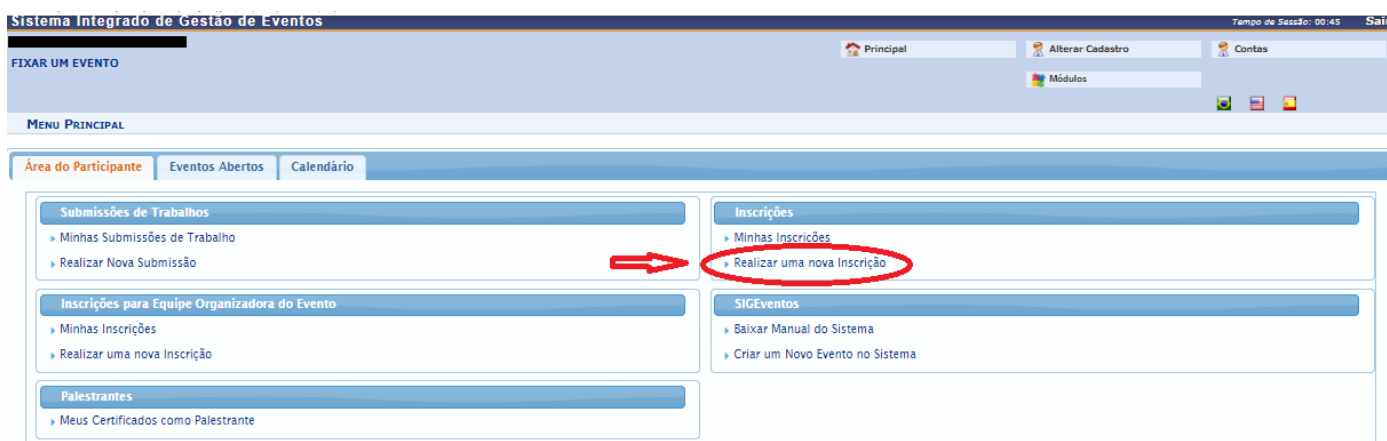 Sistema Integrado de Gestão de Eventos
Tempo de Sessão: 00:45
Sair
Principal
Alterar Cadastro
Contas
FIXAR UM EVENTO
Módulos
MENU PRINCIPAL
Área do Participante
Eventos Abertos
Calendário
Submissões de Trabalhos
Minhas Submissões de Trabalho
Realizar Nova Submissão
Inscrições
Minhas Inscrições
Realizar uma nova Inscrição
Inscrições para Equipe Organizadora do Evento
Minhas Inscrições
Realizar uma nova Inscrição
SIGEventos
Baixar Manual do Sistema
Criar um Novo Evento no Sistema
Palestrantes
Meus Certificados como Palestrante